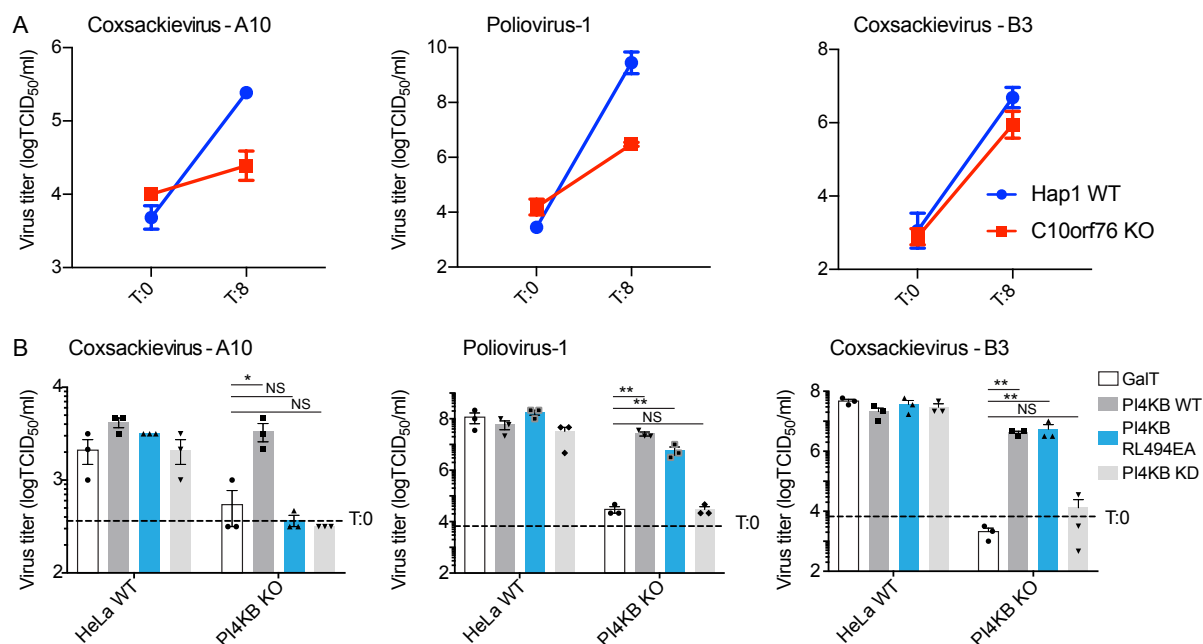 A
Coxsackievirus - A10
Poliovirus-1
Coxsackievirus - B3
Virus titer (logTCID50/ml)
6
5
4
3
T:0
T:8
Virus titer (logTCID50/ml)
10
8
6
4
2
T:0
T:8
Virus titer (logTCID50/ml)
8
6
4
2
T:0
T:8
Hap1 WT
C10orf76 KO
B
Coxsackievirus - A10
Poliovirus-1
Coxsackievirus - B3
Virus titer (logTCID50/ml)
4
3
2
*
NS
NS
HeLa WT
PI4KB KO
Virus titer (logTCID50/ml)
8
6
4
2
**
**
NS
T:0
HeLa WT
PI4KB KO
Virus titer (logTCID50/ml)
8
6
4
2
**
**
NS
T:0
HeLa WT
PI4KB KO
GalT
PI4KB WT
PI4KB
RL494EA
PI4KB KD